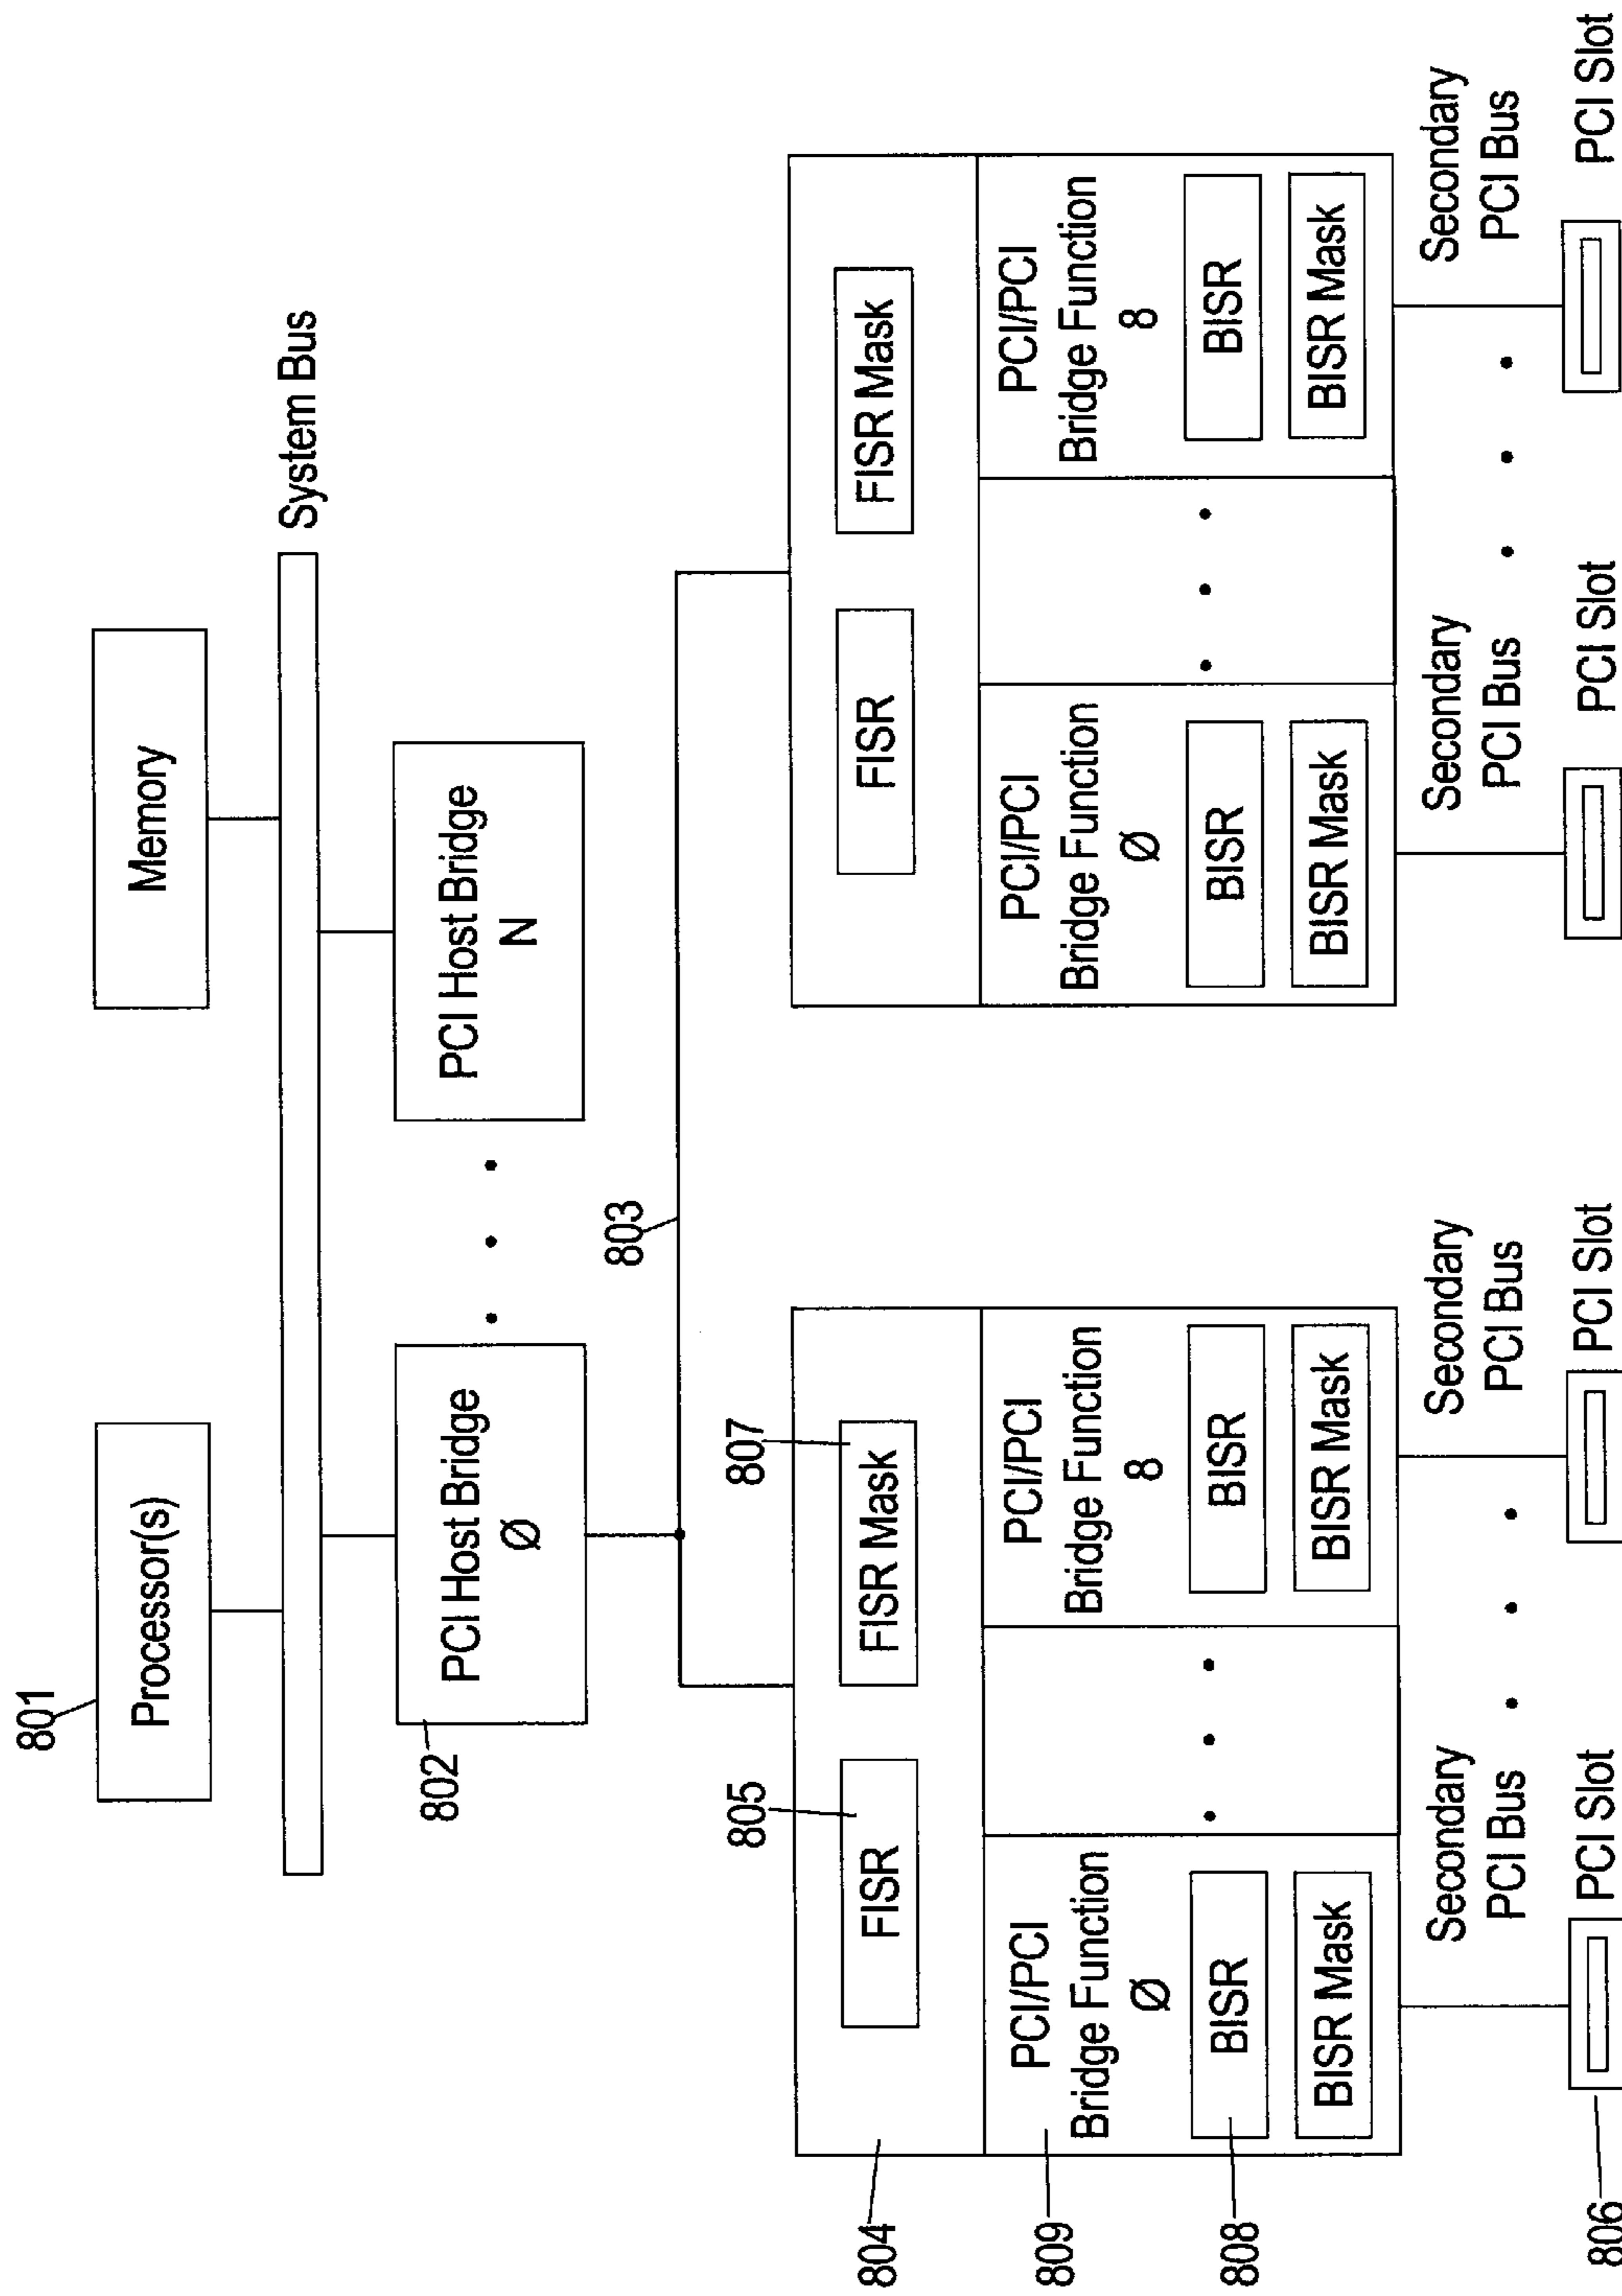 801
Processor(s)
Memory
System Bus
802
PCI Host Bridge
Ø
PCI Host Bridge
N
803
804
805
FISR
807
FISR Mask
FISR
FISR Mask
809
PCI/PCI
Bridge Function
Ø
808
BISR
BISR Mask
PCI/PCI
Bridge Function
8
BISR
BISR Mask
PCI/PCI
Bridge Function
Ø
BISR
BISR Mask
PCI/PCI
Bridge Function
8
BISR
BISR Mask
Secondary
PCI Bus
Secondary
PCI Bus
Secondary
PCI Bus
Secondary
PCI Bus
806
PCI Slot
PCI Slot
PCI Slot
PCI Slot